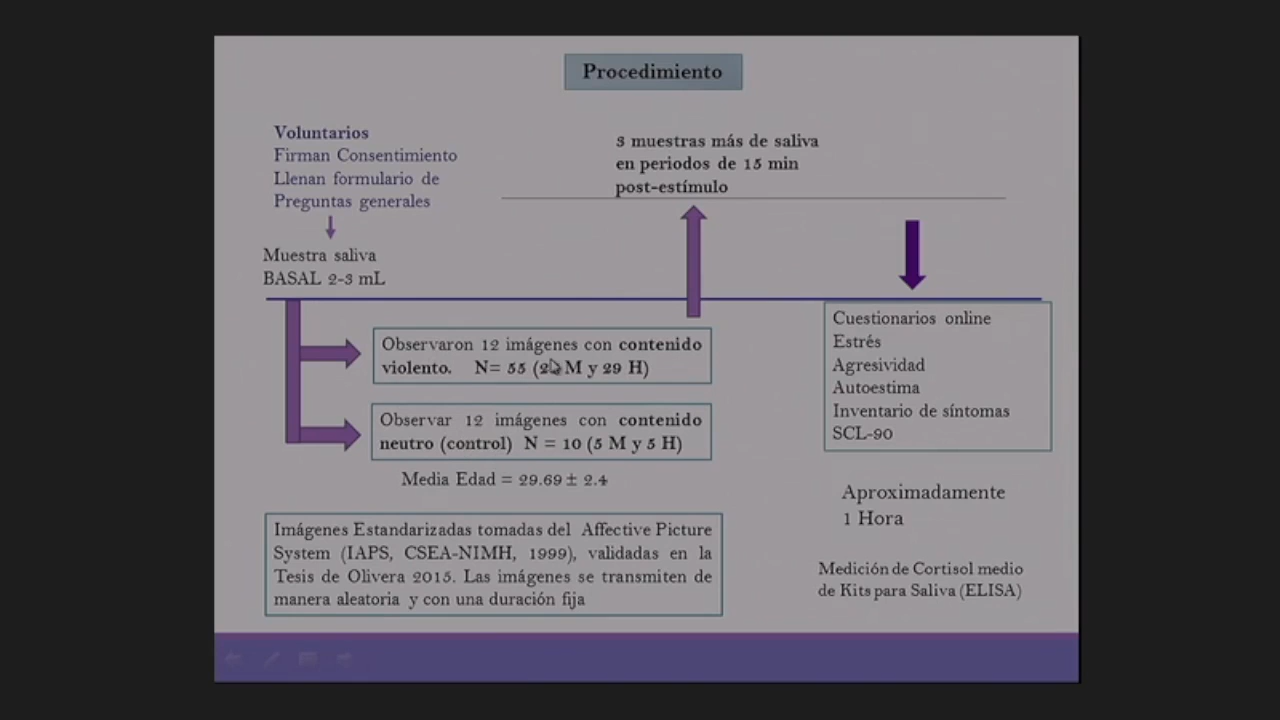 Procedimiento
Voluntarios
Firman Consentimiento
Llenan formulario de
Preguntas generales
Muestra saliva
BASAL 2-3 mL
3 muestras más de saliva
en periodos de 15 min
post-estímulo
Observaron 12 imágenes con contenido
violento. N= 55 ( M y 29 H)
Observar 12 imágenes con contenido
neutro (control) N = 10 (5 M y 5 H)
Media Edad = 29.69 ± 2.4
Imágenes Estandarizadas tomadas del Affective Picture
System (IAPS, CSEA-NIMH, 1999), validadas en la
Tesis de Olivera 2015. Las imágenes se transmiten de
manera aleatoria y con una duración fija
Cuestionarios online
Estrés
Agresividad
Autoestima
Inventario de síntomas
SCL-90
Aproximadamente
1 Hora
Medición de Cortisol medio
de Kits para Saliva (ELISA)